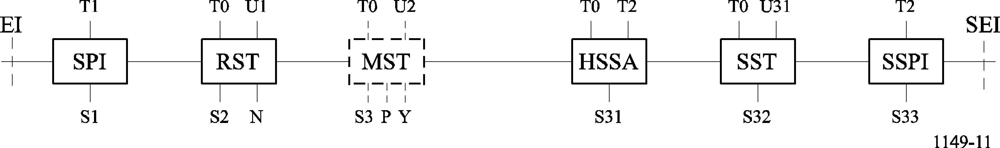 T1 T0 U1 T0 U2 T0 T2 T0 U31 T2
EI SEI
SPI RST MST HSSA SST SSPI
S1 S2 N S3 P Y S31 S32 S33
1149-11